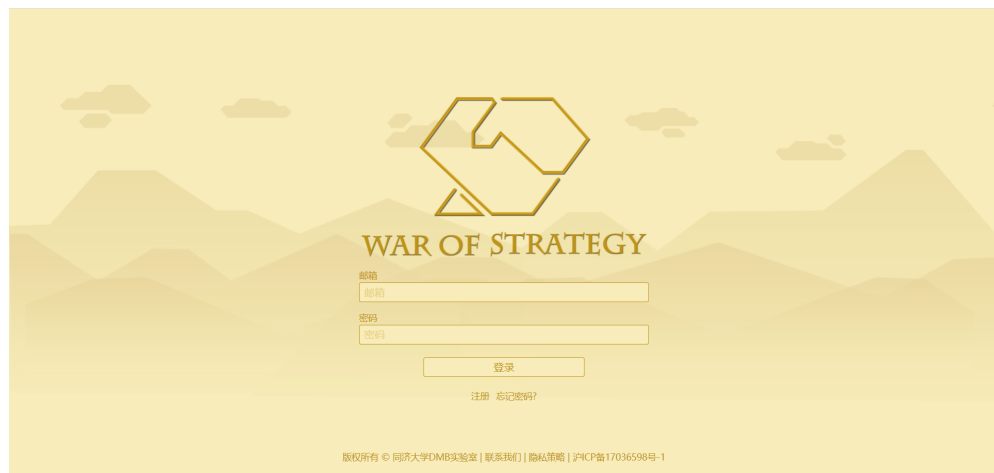 WAR OF STRATEGY
邮箱
邮箱
密码
密码
登录
注册 忘记密码?
版权所有 © 同济大学DMB实验室 | 联系我们 | 隐私策略 | 沪ICP备17036598号-1